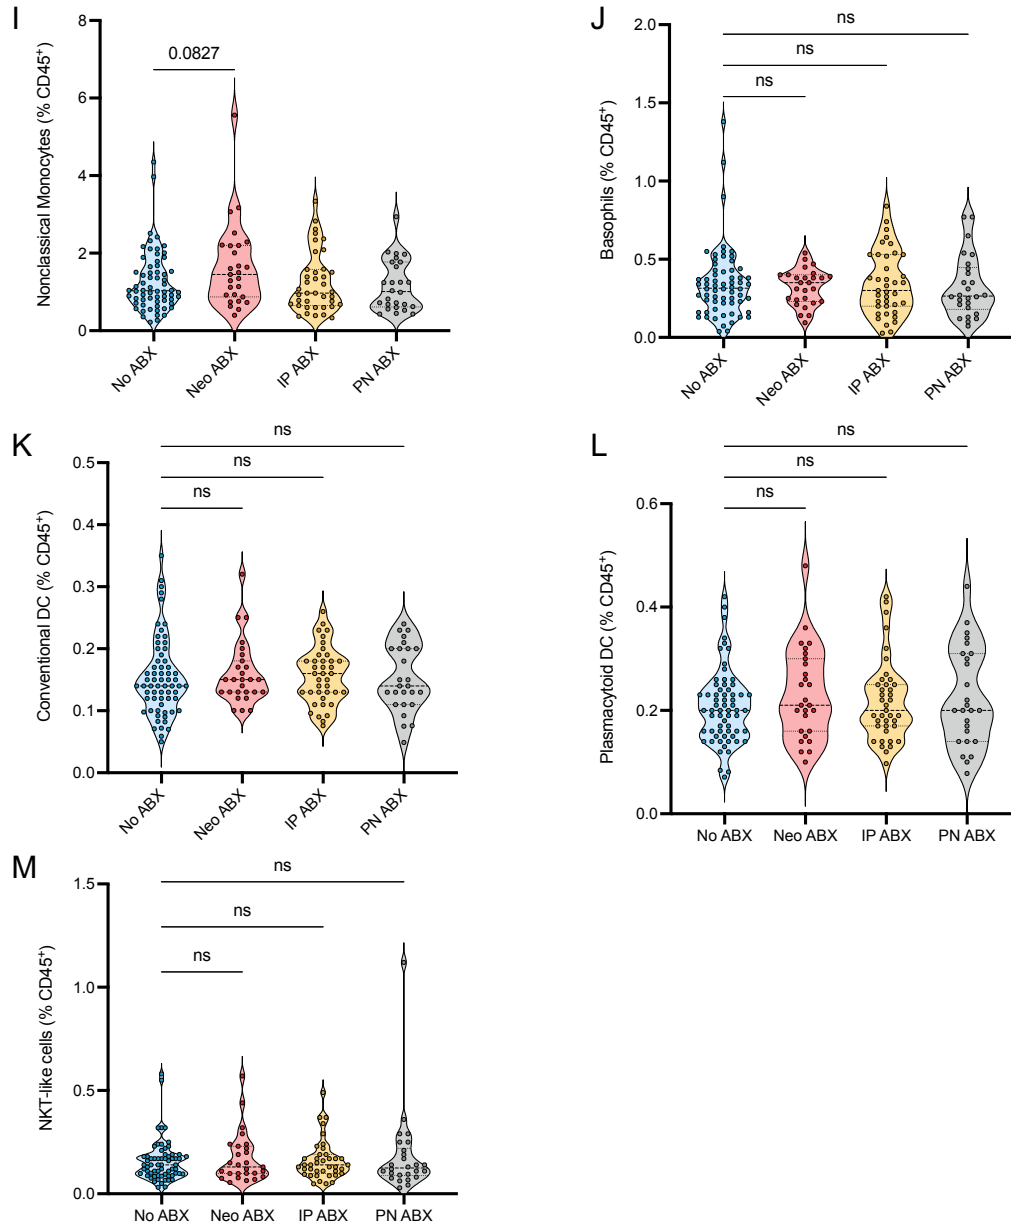 I
Nonclassical Monocytes (% CD45⁺)
8
6
4
2
0
0.0827
No ABX
Neo ABX
IP ABX
PN ABX
J
Basophils (% CD45⁺)
2.0
1.5
1.0
0.5
0.0
ns
ns
ns
No ABX
Neo ABX
IP ABX
PN ABX
K
Conventional DC (% CD45⁺)
0.5
0.4
0.3
0.2
0.1
0.0
ns
ns
ns
No ABX
Neo ABX
IP ABX
PN ABX
L
Plasmacytoid DC (% CD45⁺)
0.6
0.4
0.2
0.0
ns
ns
ns
No ABX
Neo ABX
IP ABX
PN ABX
M
NKT-like cells (% CD45⁺)
1.5
1.0
0.5
0.0
ns
ns
ns
No ABX
Neo ABX
IP ABX
PN ABX